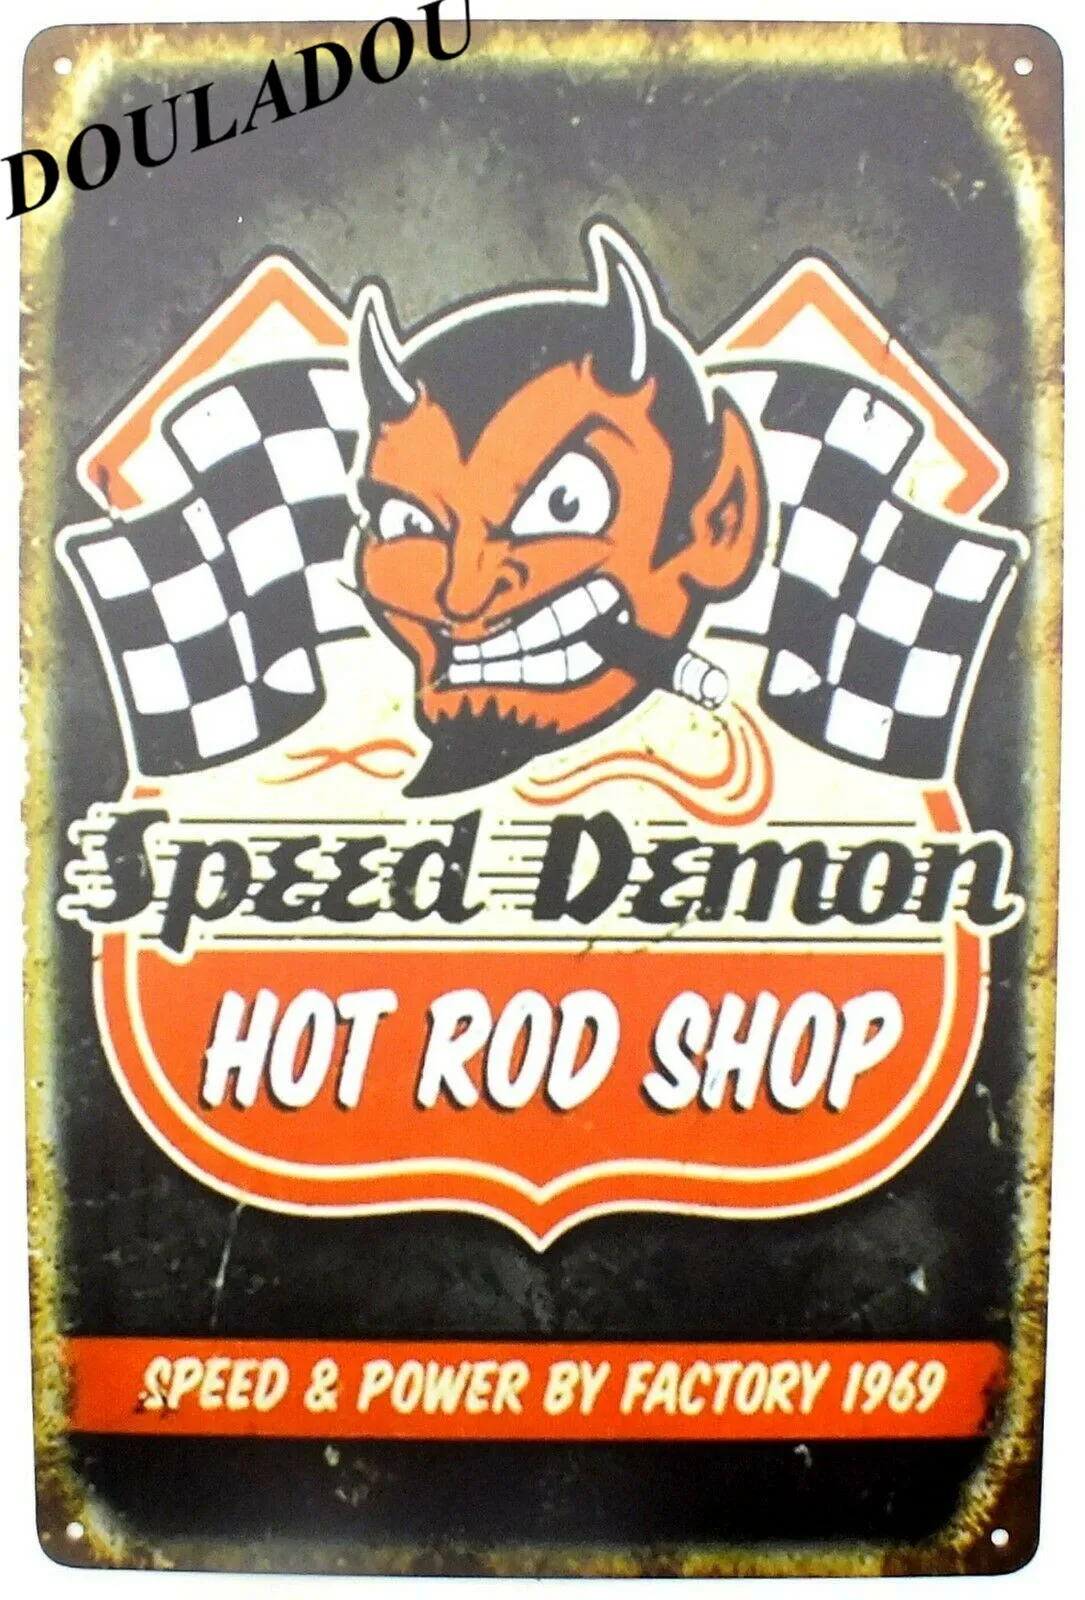 DOULADOU
Speed Demon
HOT ROD SHOP
SPEED & POWER BY FACTORY 1969